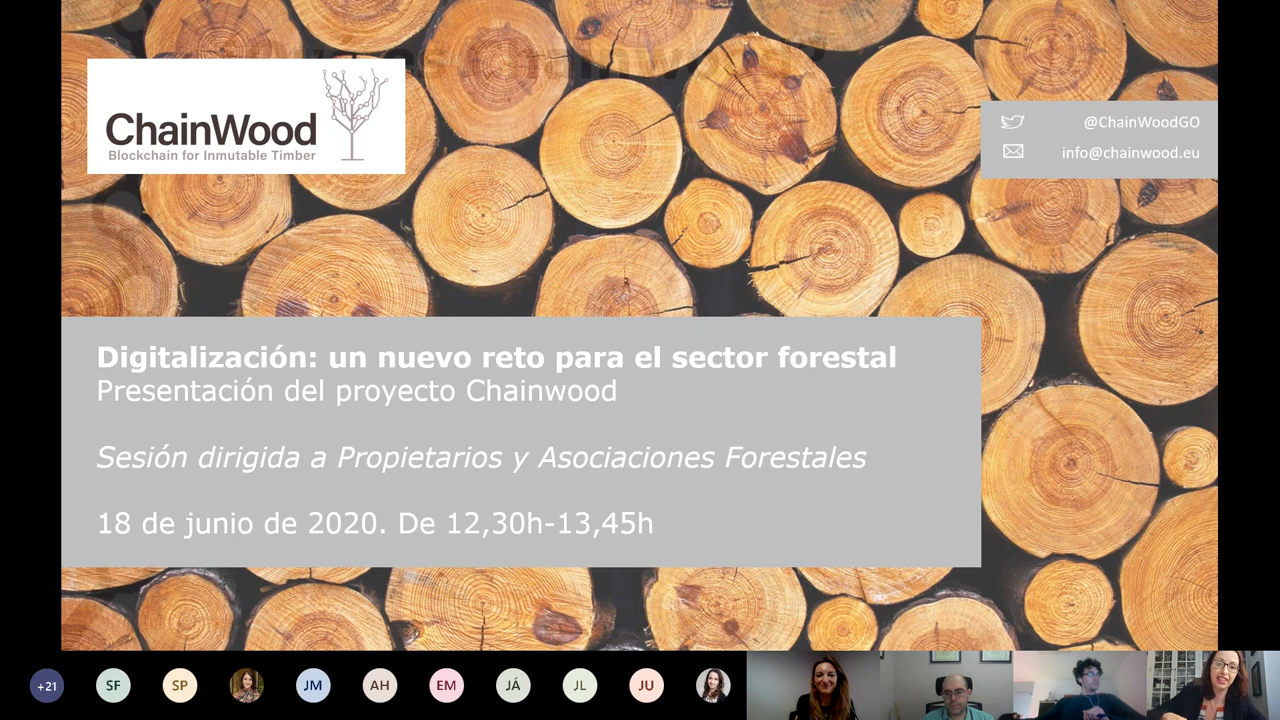 ChainWood
Blockchain for Inmutable Timber
@ChainWoodGO
info@chainwood.eu
Digitalización: un nuevo reto para el sector forestal
Presentación del proyecto Chainwood
Sesión dirigida a Propietarios y Asociaciones Forestales
18 de junio de 2020. De 12,30h-13,45h
+21
SF
SP
JM
AH
EM
JÁ
JL
JU